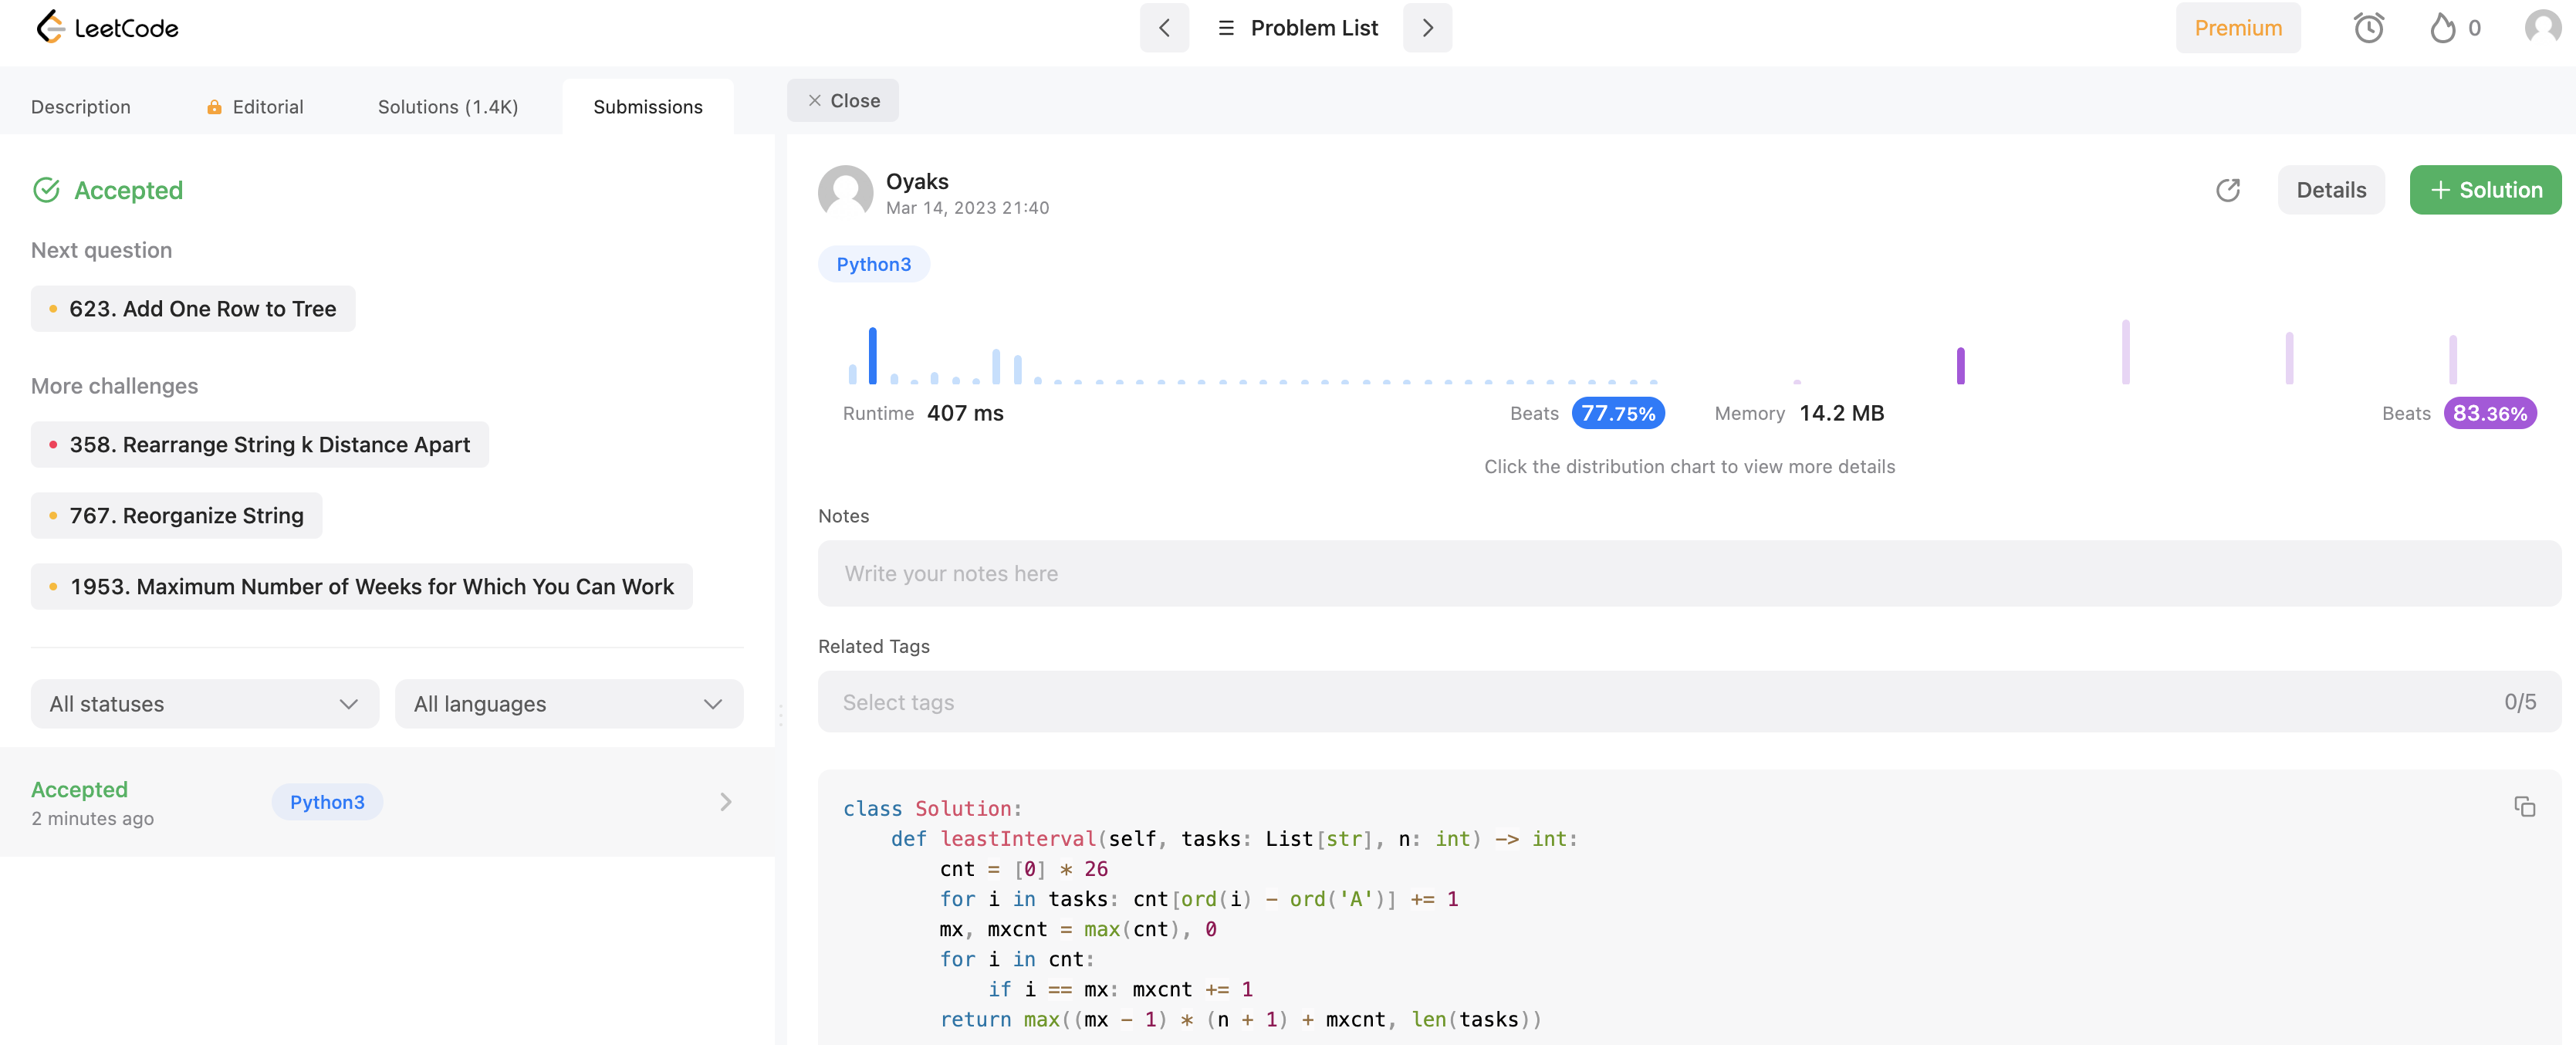 LeetCode
Problem List
Premium
0
Description
Editorial
Solutions (1.4K)
Submissions
Close
Accepted
Next question
623. Add One Row to Tree
More challenges
358. Rearrange String k Distance Apart
767. Reorganize String
1953. Maximum Number of Weeks for Which You Can Work
All statuses
All languages
Accepted
2 minutes ago
Python3
Oyaks
Mar 14, 2023 21:40
Details
+ Solution
Python3
Runtime 407 ms
Beats 77.75%
Memory 14.2 MB
Beats 83.36%
Click the distribution chart to view more details
Notes
Write your notes here
Related Tags
Select tags
0/5
class Solution:
    def leastInterval(self, tasks: List[str], n: int) -> int:
        cnt = [0] * 26
        for i in tasks: cnt[ord(i) - ord('A')] += 1
        mx, mxcnt = max(cnt), 0
        for i in cnt:
            if i == mx: mxcnt += 1
        return max((mx - 1) * (n + 1) + mxcnt, len(tasks))